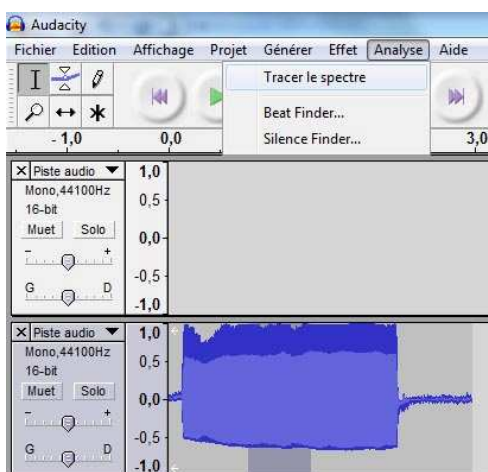 Audacity
Fichier Edition Affichage Projet Générer Effet Analyse Aide
Tracer le spectre
Beat Finder...
Silence Finder...
- 1,0 0,0 3,0
X Piste audio
Mono,44100Hz
16-bit
Muet Solo
- +
G D
1,0
0,5
0,0
-0,5
-1,0
X Piste audio
Mono,44100Hz
16-bit
Muet Solo
- +
G D
1,0
0,5
0,0
-0,5
-1,0